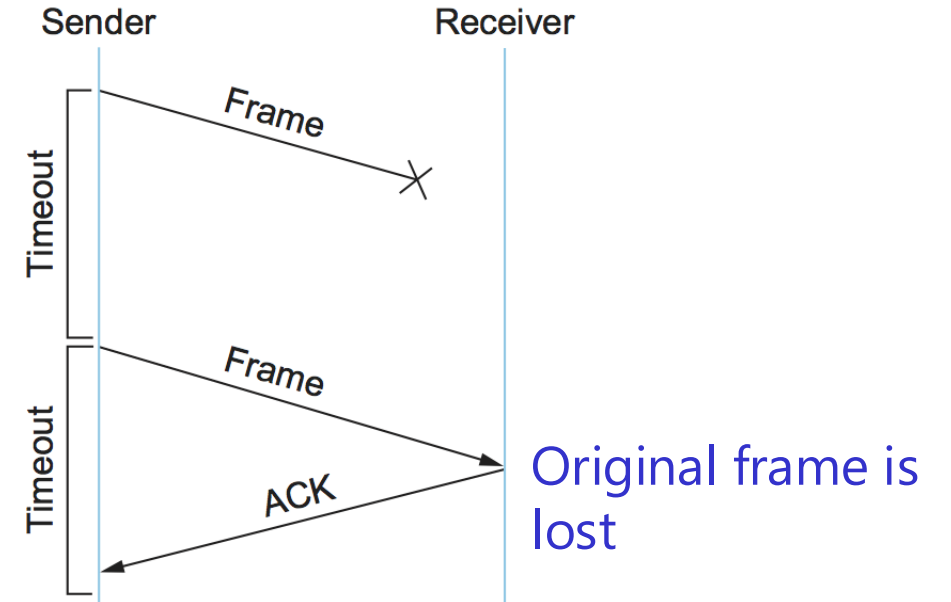 Sender
Receiver
Frame
Timeout
Frame
Timeout
ACK
Original frame is
lost